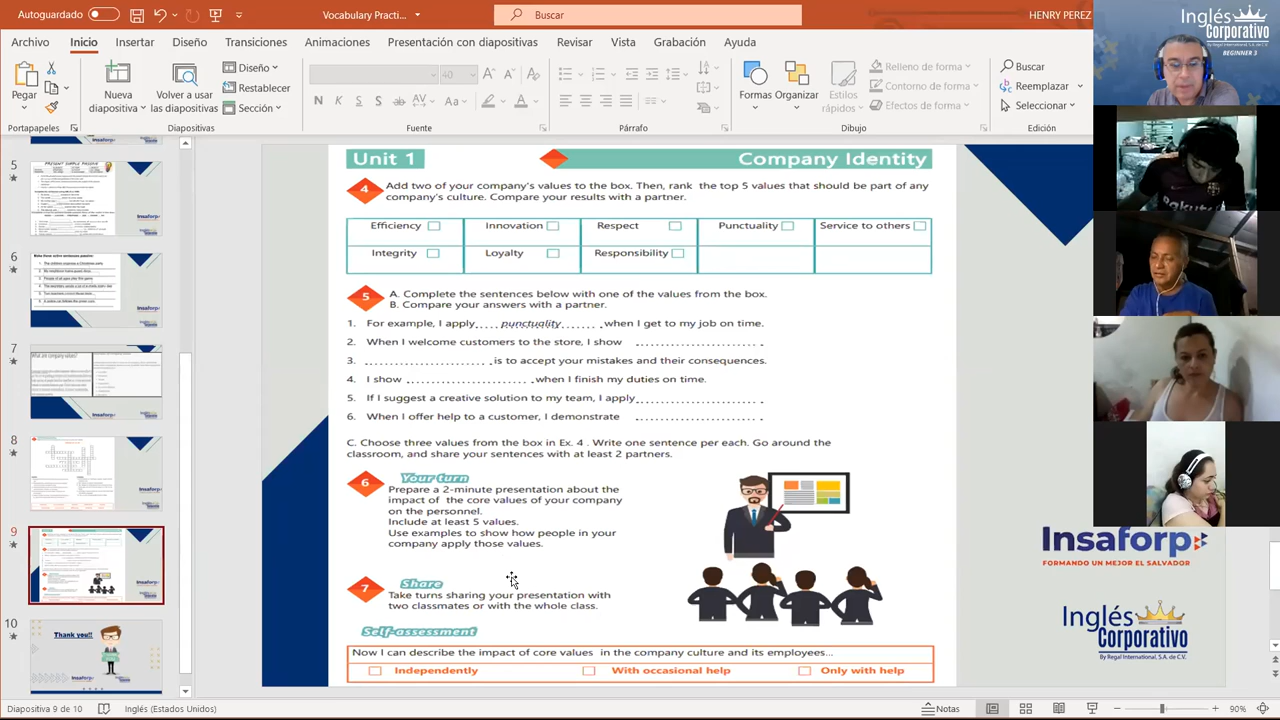 Autoguardado
Vocabulary Practi...
Buscar
HENRY PEREZ
Archivo Inicio Insertar Diseño Transiciones Animaciones Presentación con diapositivas Revisar Vista Grabación Ayuda
Pegar
Nueva diapositiva
Volver a usar las diapositivas
Diseño
Restablecer
Sección
N S S
Aa
Formas Organizar Estilos rápidos
Relleno de forma
Contorno de forma
Efectos de forma
Buscar
Reemplazar
Seleccionar
Portapapeles Diapositivas Fuente Párrafo Dibujo Edición
Inglés Corporativo
By Regal International, S.A. de C.V.
BEGINNER 3
5
6
7
8
9
10
Thank you!!
Unit 1
Company Identity
4
Add two of your company's values to the box. Then, rank the top values that should be part of any
company's culture. Compare your results with a partner.
Efficiency Innovation Respect Punctuality Service to others
Integrity Loyalty Responsibility
5
A. Complete the sentences below with one of the values from the box.
B. Compare your answers with a partner.
1. For example, I apply punctuality when I get to my job on time.
2. When I welcome customers to the store, I show
3. is to accept your mistakes and their consequences.
show when I finish my duties on time.
5. If I suggest a creative solution to my team, I apply
6. When I offer help to a customer, I demonstrate
C. Choose three values from the box in Ex. 4 . Write one sentence per each. Go around the
classroom, and share your sentences with at least 2 partners.
6
Your turn
Prepare a 2-minute presentation about the
impact of the core values of your company
on the personnel.
Include at least 5 values.
Use examples to show how people in your
company apply those values.
7
Share
Take turns sharing your presentation with
two classmates or with the whole class.
Self-assessment
Now I can describe the impact of core values in the company culture and its employees...
Independently With occasional help Only with help
Insaforp
FORMANDO UN MEJOR EL SALVADOR
Inglés Corporativo
By Regal International, S.A. de C.V.
Diapositiva 9 de 10 Inglés (Estados Unidos) Notas 90%